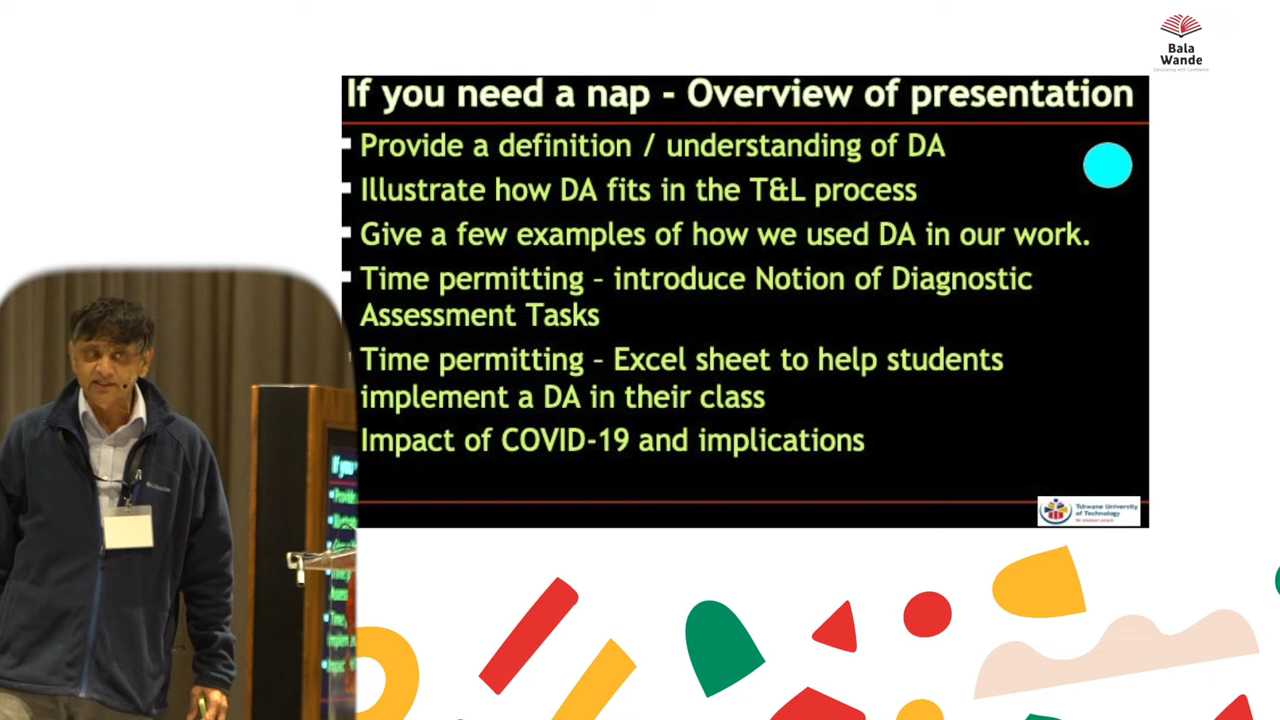 Bala
Wande
If you need a nap - Overview of presentation
Provide a definition / understanding of DA
Illustrate how DA fits in the T&L process
Give a few examples of how we used DA in our work.
Time permitting – introduce Notion of Diagnostic
Assessment Tasks
Time permitting – Excel sheet to help students
implement a DA in their class
Impact of COVID-19 and implications
Tshwane University
of Technology
We empower people